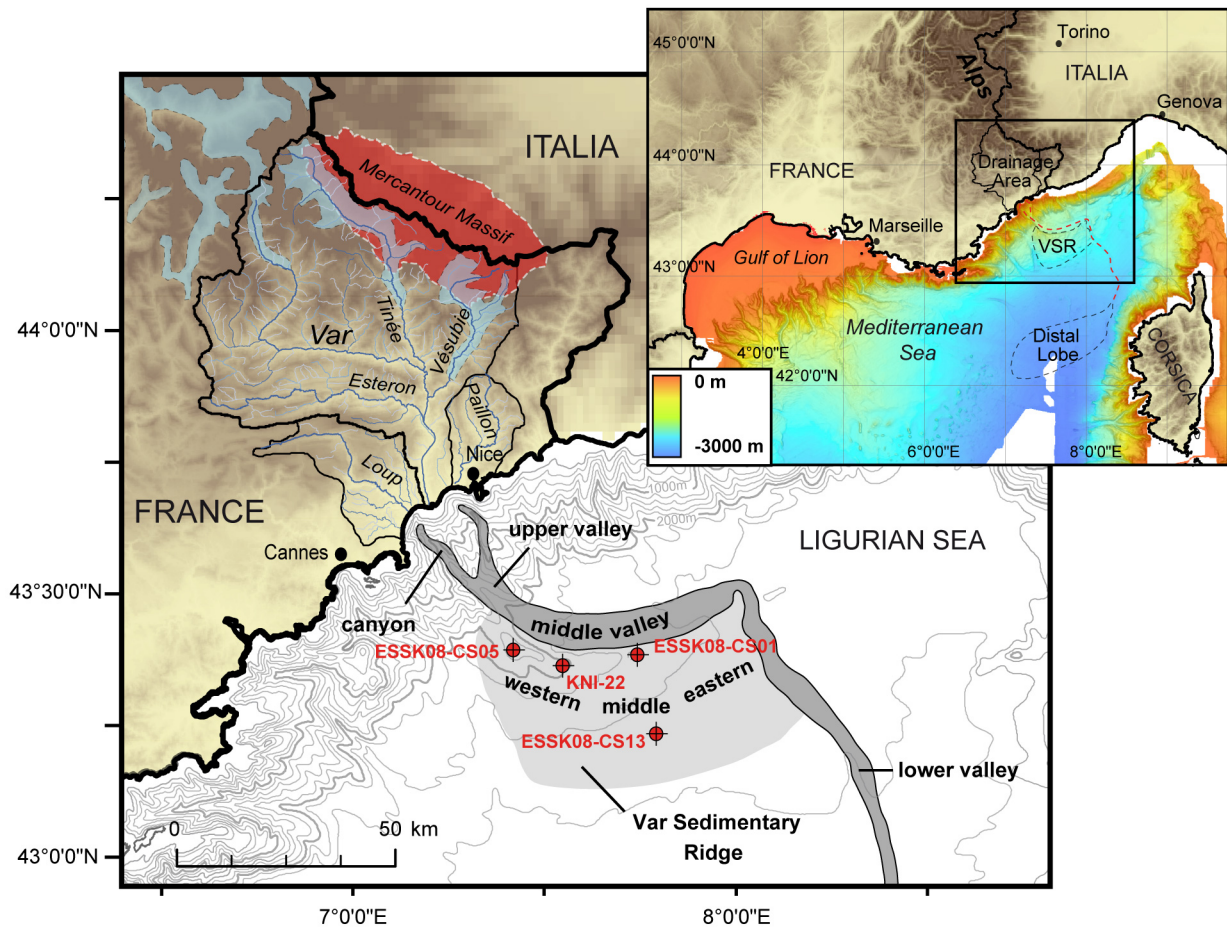 45°0'0"N
Torino
ITALIA
Alps
Genova
44°0'0"N
FRANCE
Drainage
Area
Marseille
VSR
Gulf of Lion
43°0'0"N
Mediterranean
Sea
Distal
Lobe
4°0'0"E
42°0'0"N
CORSICA
0 m
-3000 m
6°0'0"E
8°0'0"E
ITALIA
Mercantour Massif
44°0'0"N
Var
Tinée
Vésubie
Esteron
Paillon
Loup
Nice
FRANCE
1000m
2000m
upper valley
LIGURIAN SEA
Cannes
43°30'0"N
canyon
middle valley
ESSK08-CS05
ESSK08-CS01
KNI-22
western
middle
eastern
ESSK08-CS13
lower valley
Var Sedimentary
Ridge
0
50 km
43°0'0"N
7°0'0"E
8°0'0"E